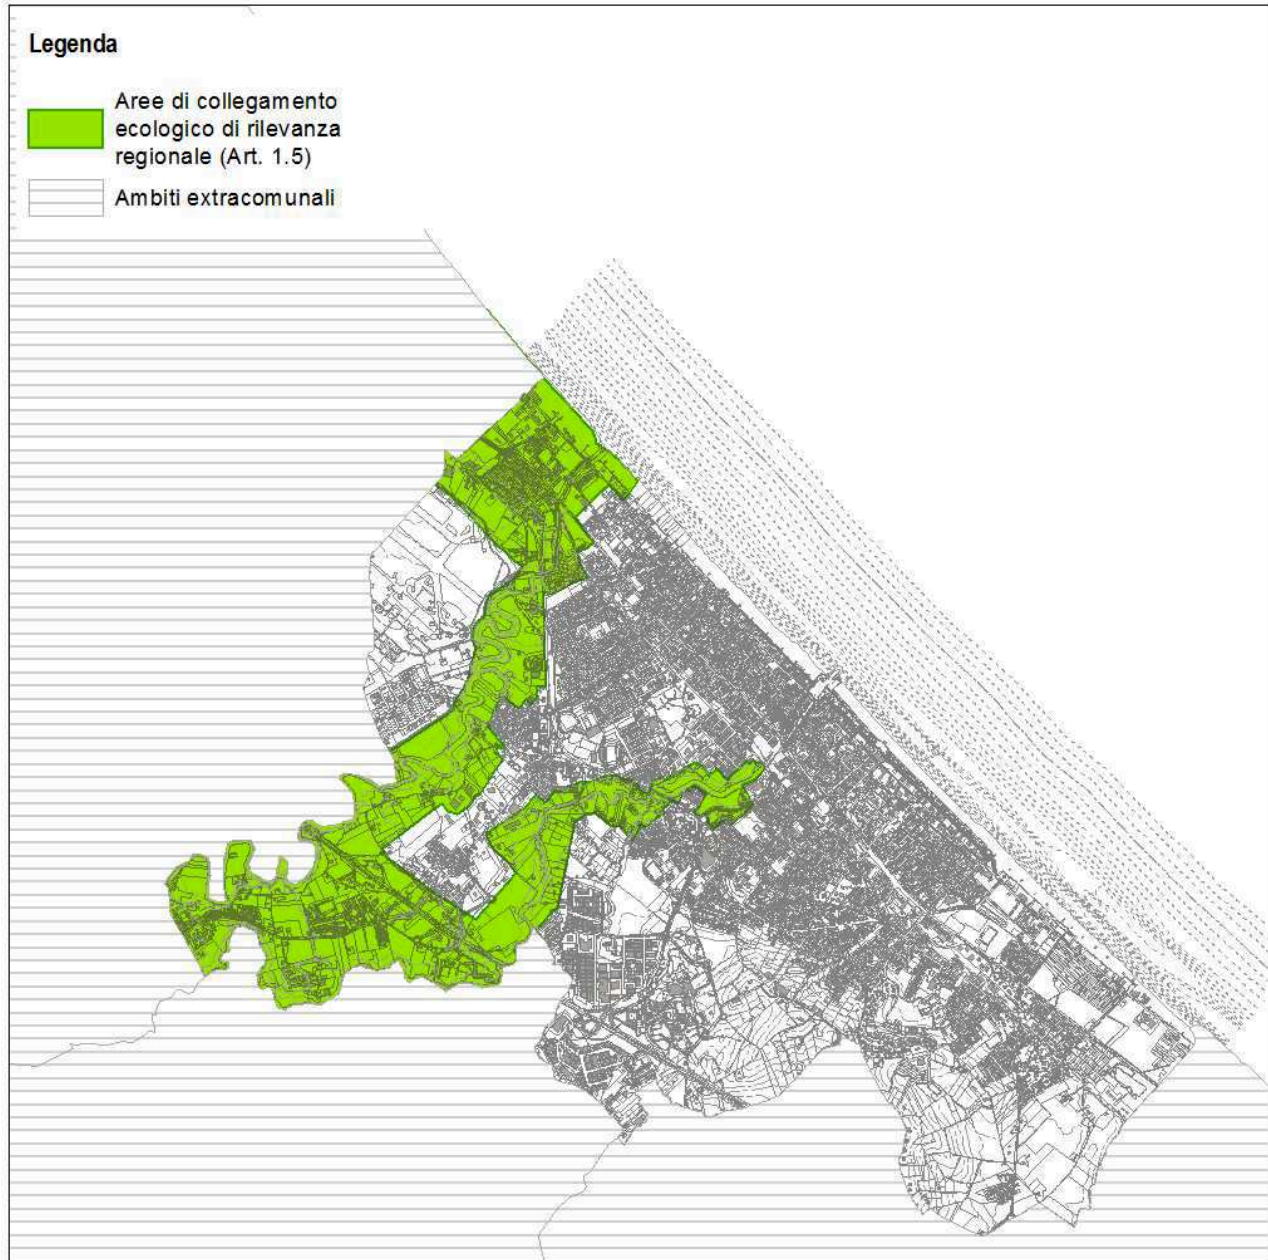 Legenda
Aree di collegamento
ecologico di rilevanza
regionale (Art. 1.5)
Ambiti extracomunali